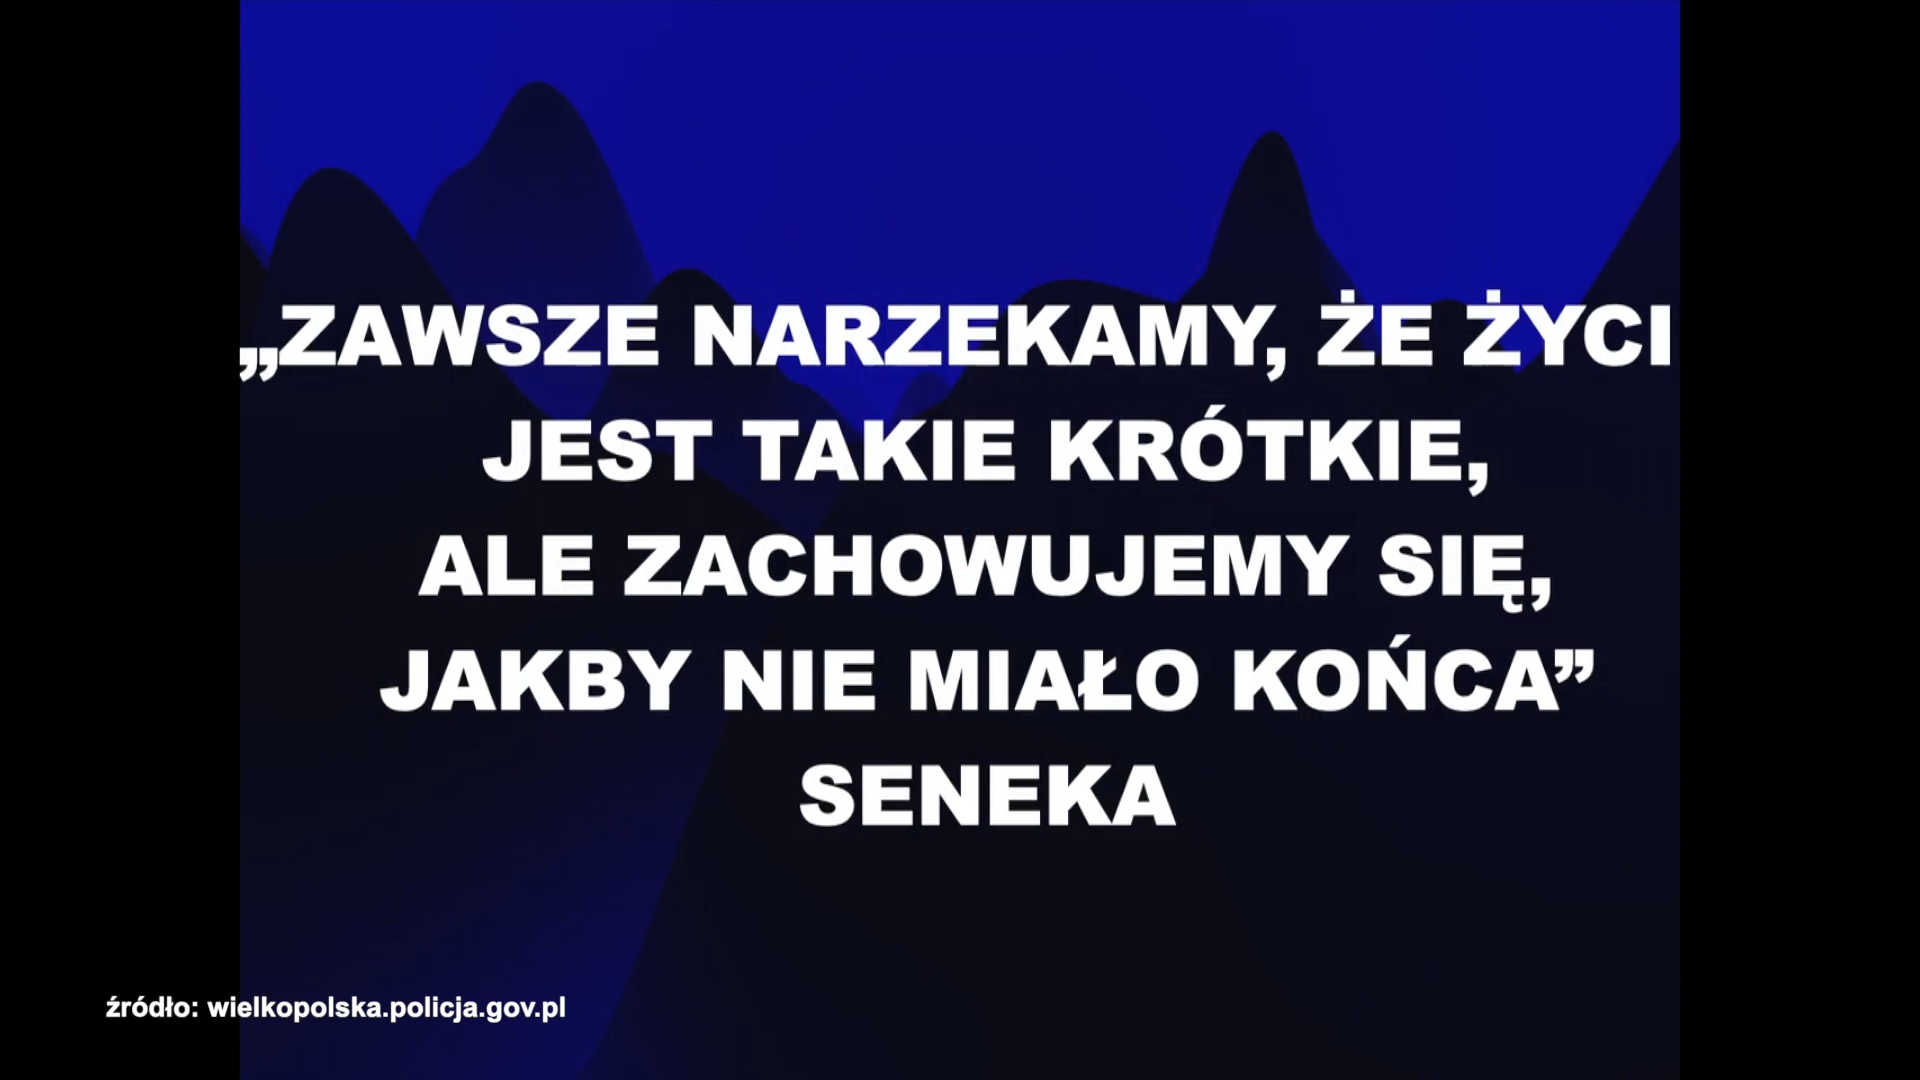 „ZAWSZE NARZEKAMY, ŻE ŻYCI
JEST TAKIE KRÓTKIE,
ALE ZACHOWUJEMY SIĘ,
JAKBY NIE MIAŁO KOŃCA”
SENEKA
źródło: wielkopolska.policja.gov.pl